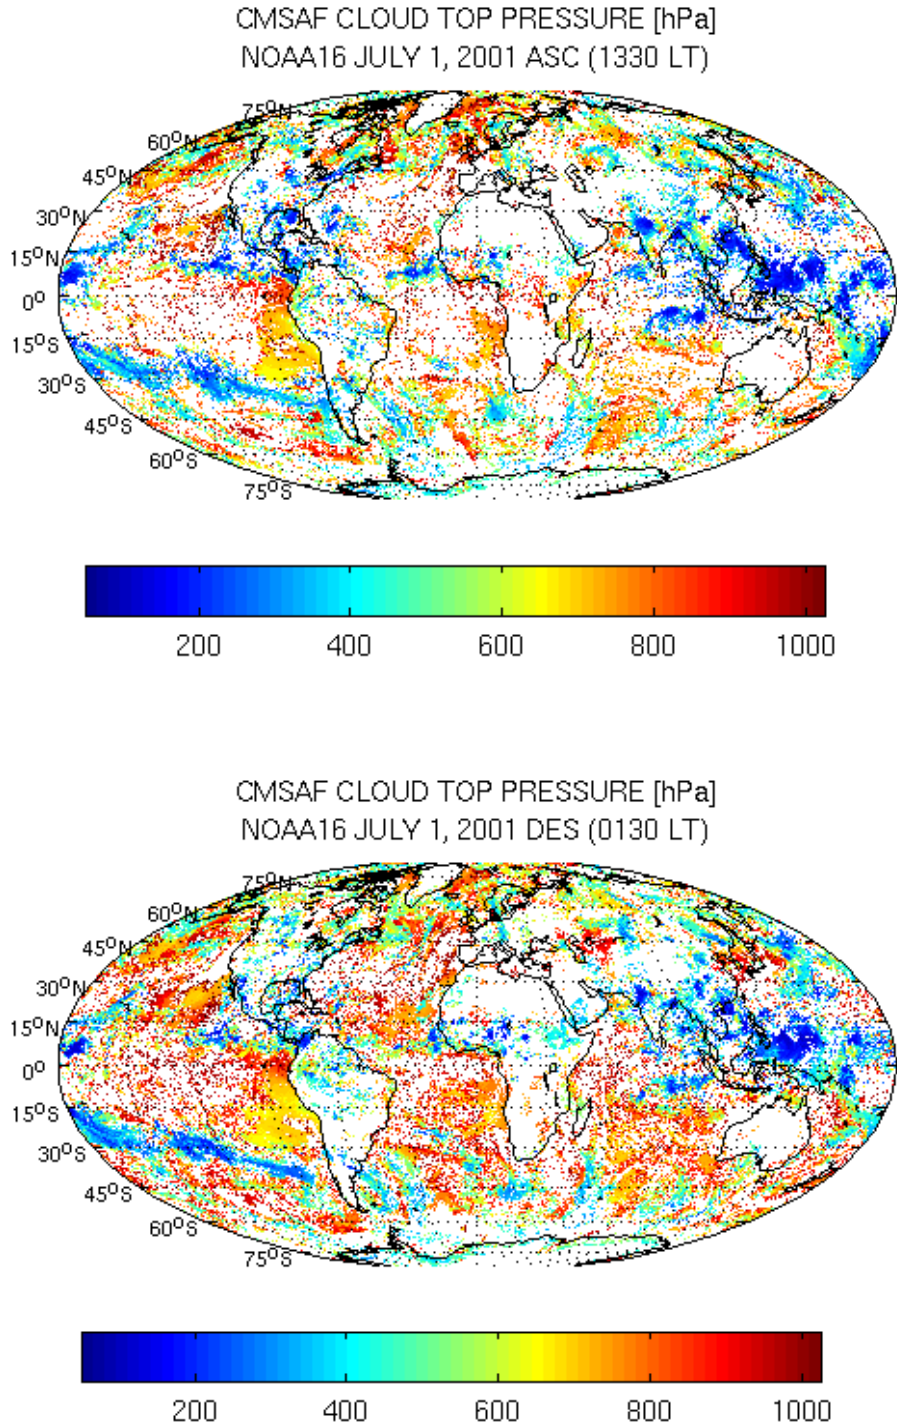 CMSAF CLOUD TOP PRESSURE [hPa]
NOAA16 JULY 1, 2001 ASC (1330 LT)
75°N
60°N
45°N
30°N
15°N
0°
15°S
30°S
45°S
60°S
75°S
200 400 600 800 1000
CMSAF CLOUD TOP PRESSURE [hPa]
NOAA16 JULY 1, 2001 DES (0130 LT)
75°N
60°N
45°N
30°N
15°N
0°
15°S
30°S
45°S
60°S
75°S
200 400 600 800 1000